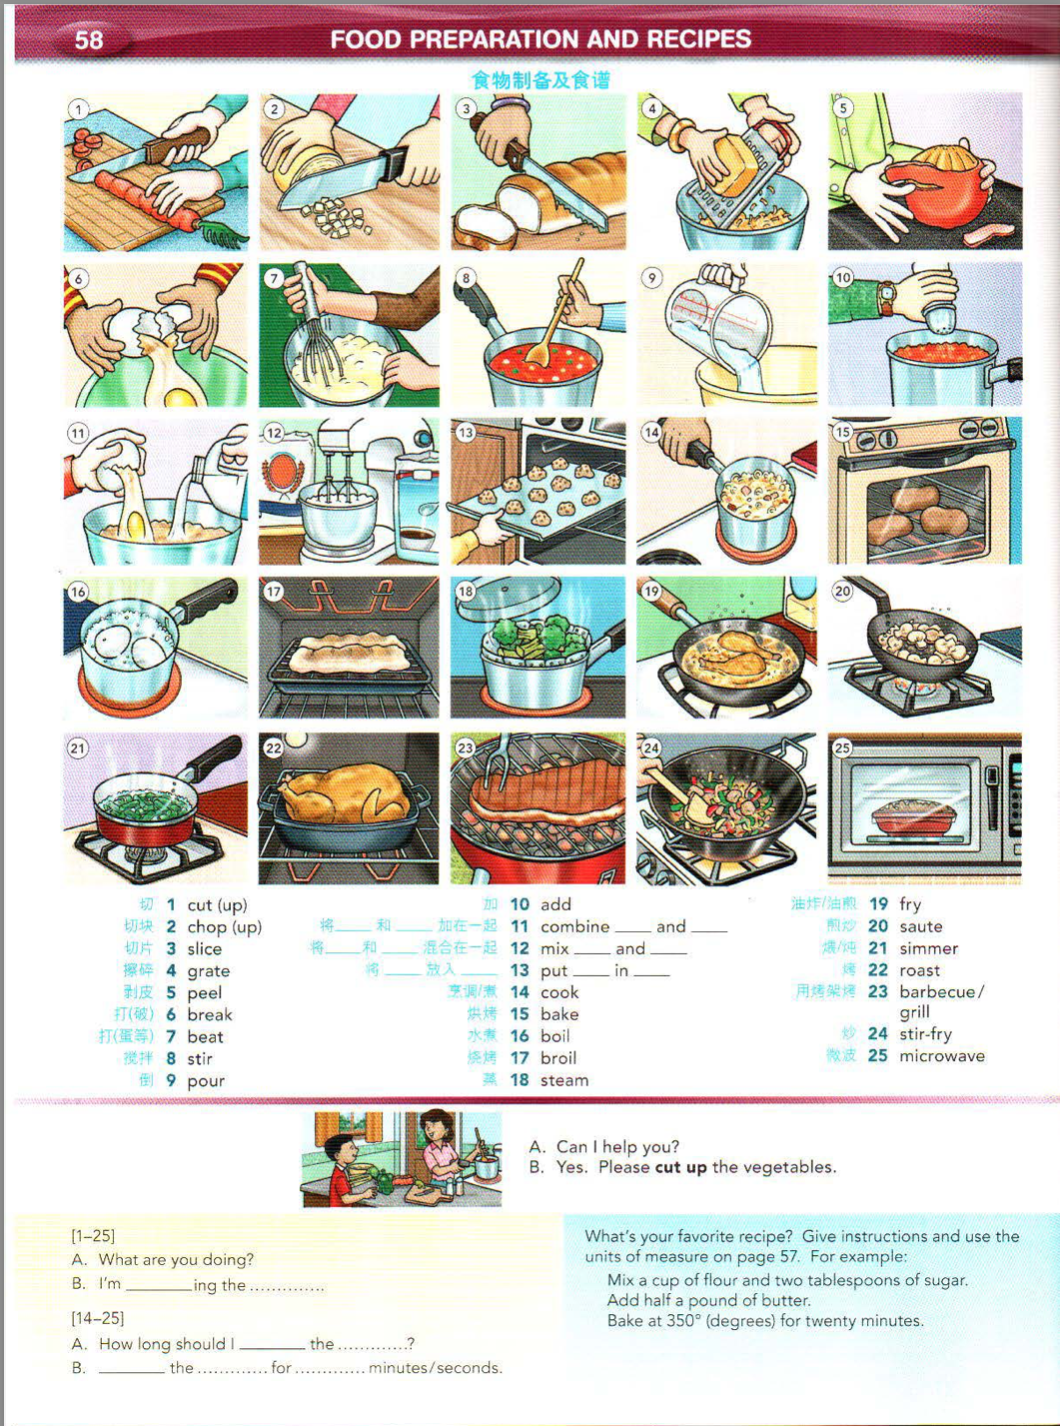 58
FOOD PREPARATION AND RECIPES
食物制备及食谱
1
2
3
4
5
6
7
8
9
10
11
12
13
14
15
16
17
18
19
20
21
22
23
24
25
切 1 cut (up)
切块 2 chop (up)
切片 3 slice
擦碎 4 grate
剥皮 5 peel
打(破) 6 break
打(蛋等) 7 beat
搅拌 8 stir
倒 9 pour
加 10 add
将____和____加在一起 11 combine ____ and ____
将____和____混合在一起 12 mix ____ and ____
将____放入____ 13 put ____ in ____
烹调/煮 14 cook
烘烤 15 bake
水煮 16 boil
烧烤 17 broil
蒸 18 steam
油炸/油煎 19 fry
煎炒 20 saute
煨/炖 21 simmer
烤 22 roast
用烤架烤 23 barbecue/
grill
炒 24 stir-fry
微波 25 microwave
A. Can I help you?
B. Yes. Please cut up the vegetables.
[1–25]
A. What are you doing?
B. I'm ________ing the ..............
[14–25]
A. How long should I ________ the .............?
B. ________ the ............. for ............. minutes/seconds.
What's your favorite recipe? Give instructions and use the
units of measure on page 57. For example:
Mix a cup of flour and two tablespoons of sugar.
Add half a pound of butter.
Bake at 350° (degrees) for twenty minutes.